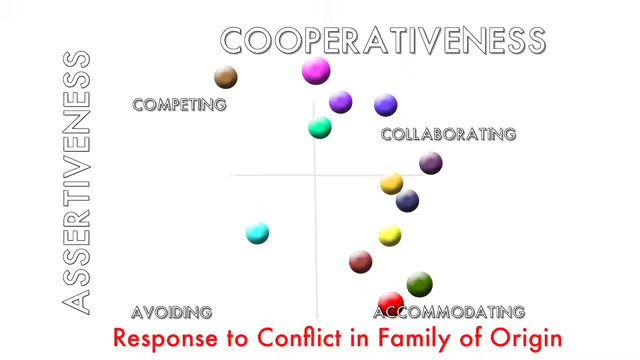 COOPERATIVENESS
ASSERTIVENESS
COMPETING
COLLABORATING
AVOIDING
ACCOMMODATING
Response to Conflict in Family of Origin